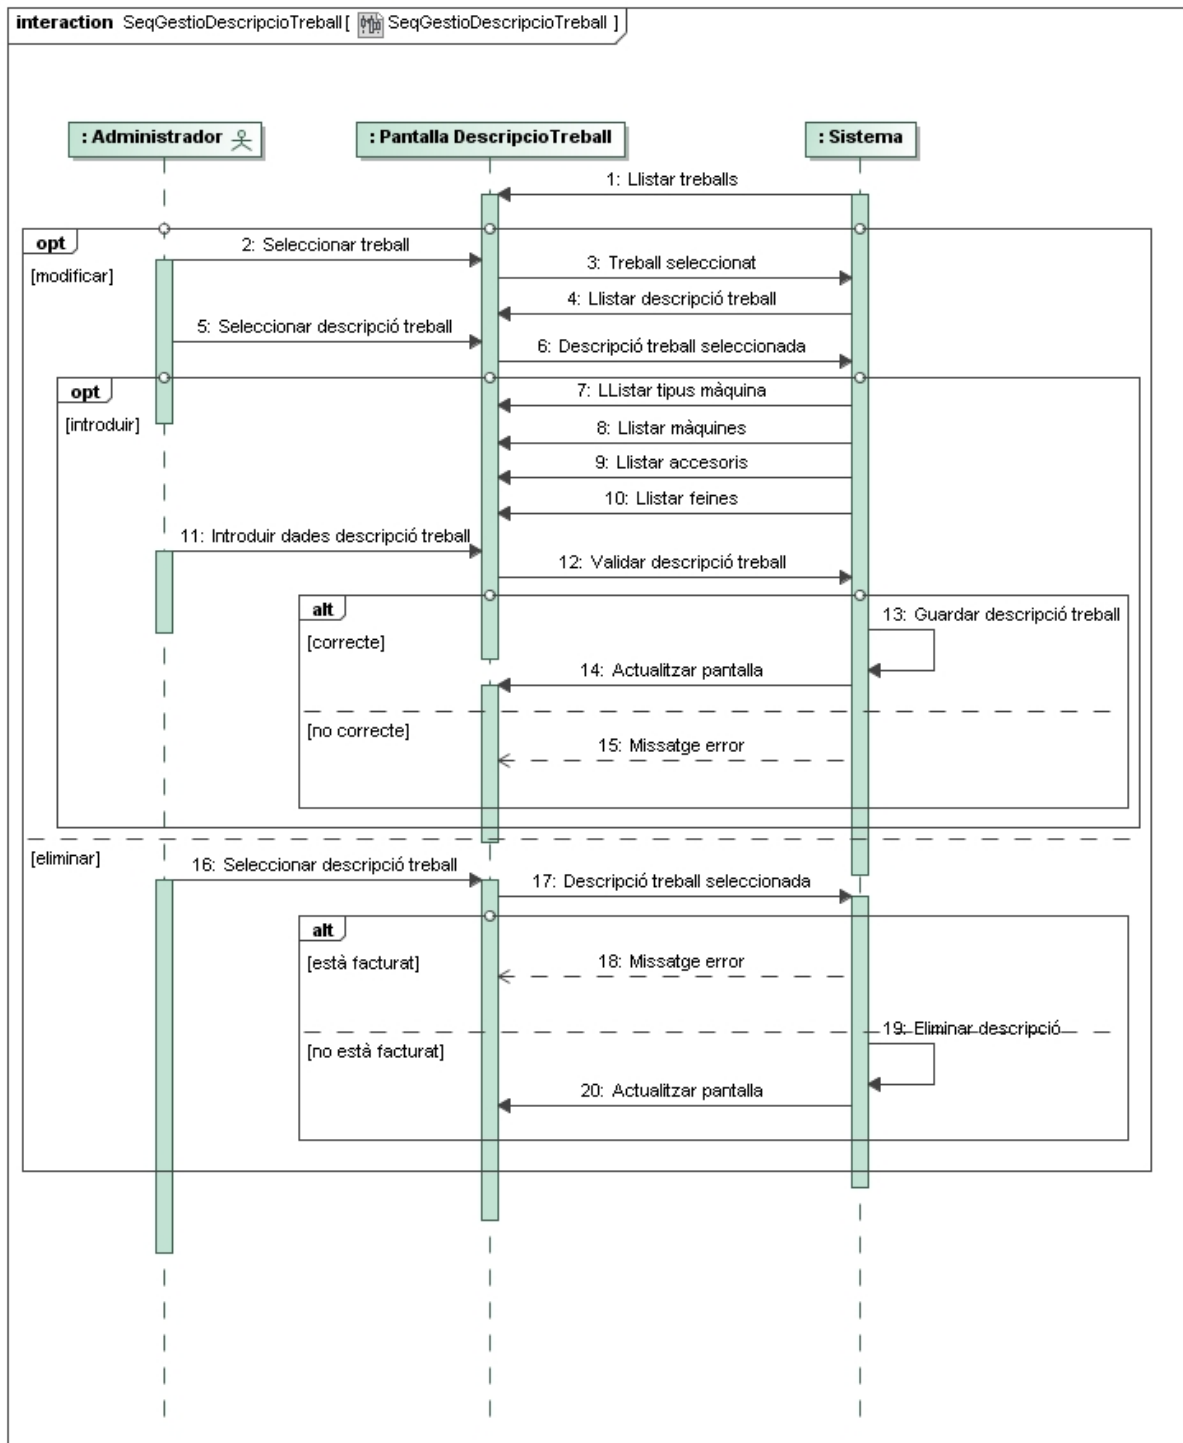 interaction SeqGestioDescripcioTreball[ SeqGestioDescripcioTreball ]
: Administrador
: Pantalla DescripcioTreball
: Sistema
1: Llistar treballs
opt
2: Seleccionar treball
[modificar]
3: Treball seleccionat
4: Llistar descripció treball
5: Seleccionar descripció treball
6: Descripció treball seleccionada
opt
7: LListar tipus màquina
[introduir]
8: Llistar màquines
9: Llistar accesoris
10: Llistar feines
11: Introduir dades descripció treball
12: Validar descripció treball
alt
13: Guardar descripció treball
[correcte]
14: Actualitzar pantalla
[no correcte]
15: Missatge error
[eliminar]
16: Seleccionar descripció treball
17: Descripció treball seleccionada
alt
[està facturat]
18: Missatge error
19: Eliminar descripció
[no està facturat]
20: Actualitzar pantalla